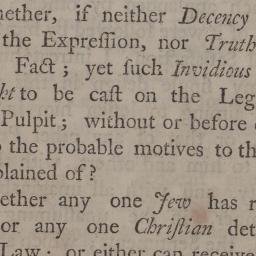 hether, if neither Decency
the Expreſſion, nor Truth
Fact; yet ſuch Invidious
ht to be caſt on the Leg
Pulpit; without or before
the probable motives to th
plained of?
ether any one Jew has r
or any one Chriſtian det
Law; or either can receive